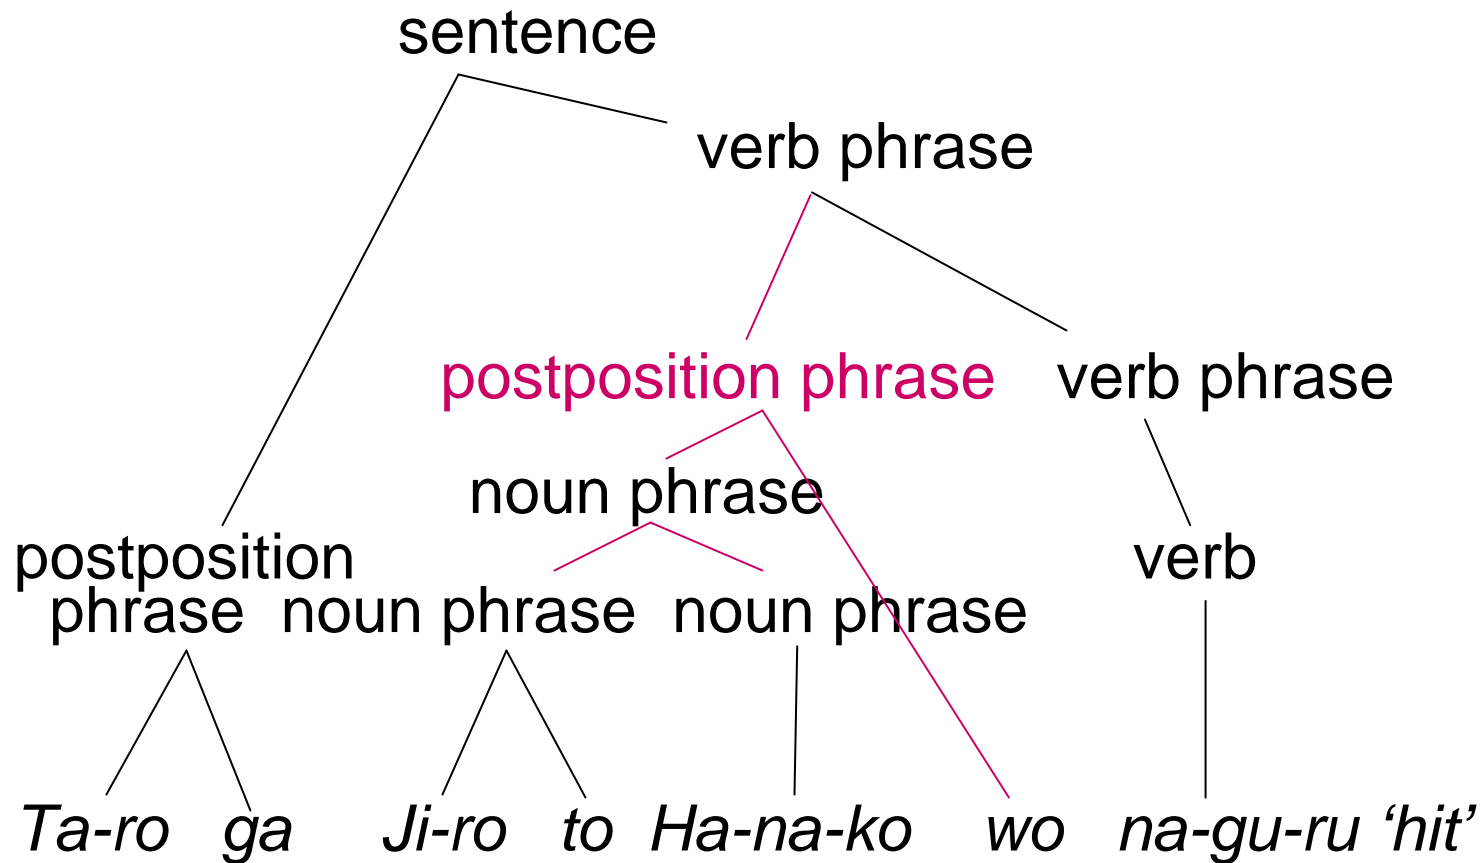 sentence
verb phrase
postposition phrase verb phrase
noun phrase
postposition verb
phrase noun phrase noun phrase
Ta-ro ga Ji-ro to Ha-na-ko wo na-gu-ru ‘hit’